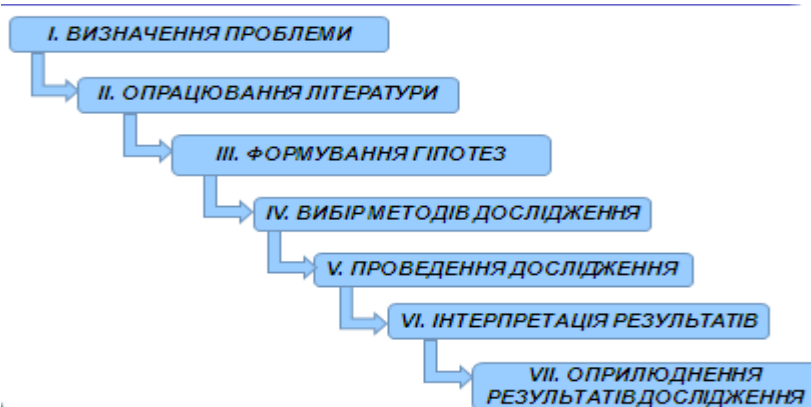 I. ВИЗНАЧЕННЯ ПРОБЛЕМИ
II. ОПРАЦЮВАННЯ ЛІТЕРАТУРИ
III. ФОРМУВАННЯ ГІПОТЕЗ
IV. ВИБІР МЕТОДІВ ДОСЛІДЖЕННЯ
V. ПРОВЕДЕННЯ ДОСЛІДЖЕННЯ
VI. ІНТЕРПРЕТАЦІЯ РЕЗУЛЬТАТІВ
VII. ОПРИЛЮДНЕННЯ
РЕЗУЛЬТАТІВ ДОСЛІДЖЕННЯ